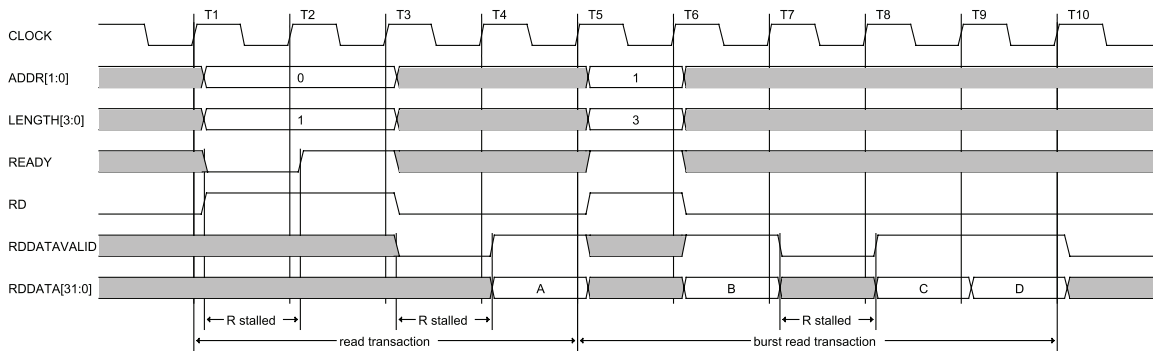 T1 T2 T3 T4 T5 T6 T7 T8 T9 T10
CLOCK
ADDR[1:0] 0 1
LENGTH[3:0] 1 3
READY
RD
RDDATAVALID
RDDATA[31:0] A B C D
R stalled R stalled R stalled
read transaction burst read transaction